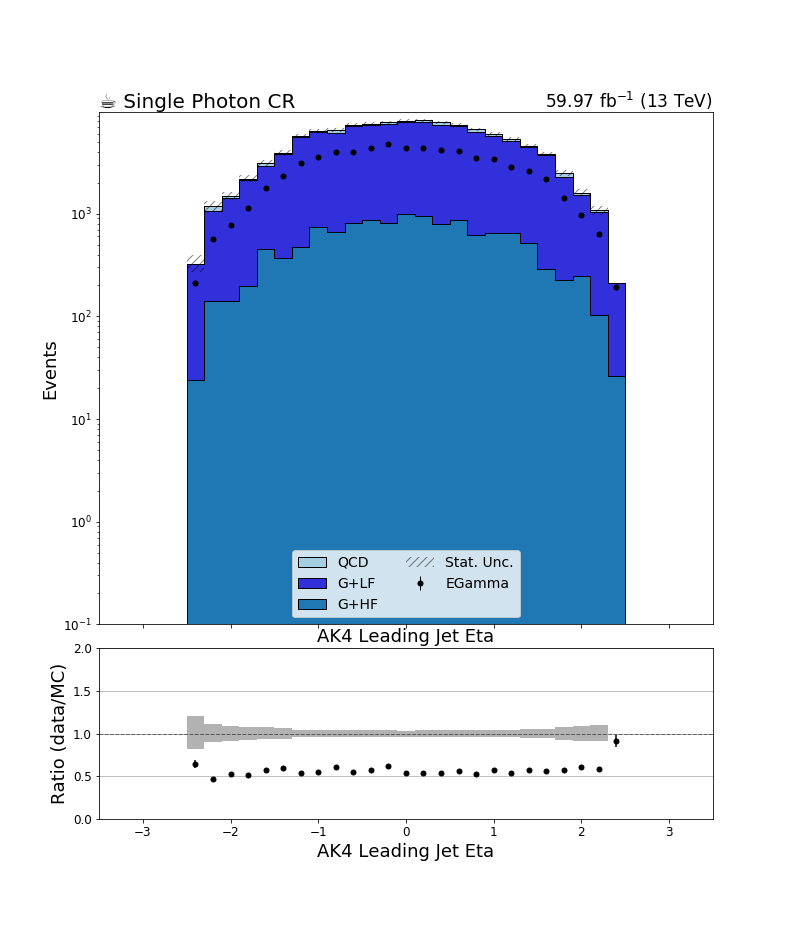 ☕ Single Photon CR
59.97 fb⁻¹ (13 TeV)
Events
10³
10²
10¹
10⁰
10⁻¹
QCD
G+LF
G+HF
Stat. Unc.
EGamma
AK4 Leading Jet Eta
Ratio (data/MC)
2.0
1.5
1.0
0.5
0.0
−3 −2 −1 0 1 2 3
AK4 Leading Jet Eta